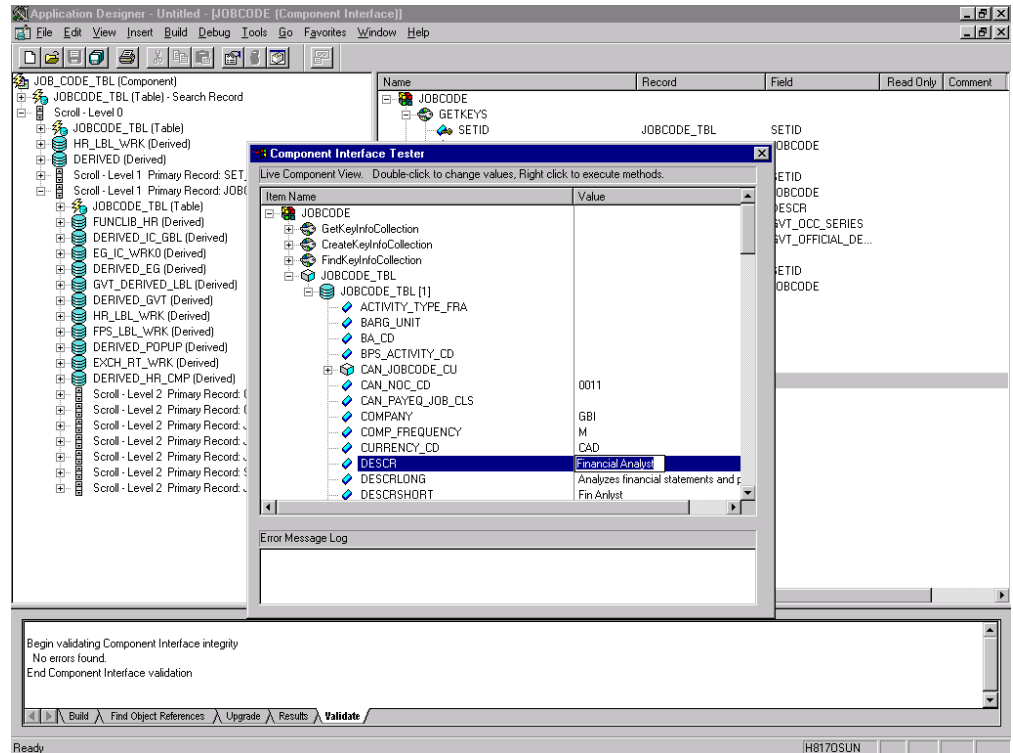 Application Designer - Untitled - [JOBCODE (Component Interface)]
File Edit View Insert Build Debug Tools Go Favorites Window Help
JOB_CODE_TBL (Component)
JOBCODE_TBL (Table) - Search Record
Scroll - Level 0
JOBCODE_TBL (Table)
HR_LBL_WRK (Derived)
DERIVED (Derived)
Scroll - Level 1 Primary Record: SET_
Scroll - Level 1 Primary Record: JOB
JOBCODE_TBL (Table)
FUNCLIB_HR (Derived)
DERIVED_IC_GBL (Derived)
EG_IC_WRK0 (Derived)
DERIVED_EG (Derived)
GVT_DERIVED_LBL (Derived)
DERIVED_GVT (Derived)
HR_LBL_WRK (Derived)
FPS_LBL_WRK (Derived)
DERIVED_POPUP (Derived)
EXCH_RT_WRK (Derived)
DERIVED_HR_CMP (Derived)
Scroll - Level 2 Primary Record:
Scroll - Level 2 Primary Record:
Scroll - Level 2 Primary Record:
Scroll - Level 2 Primary Record:
Scroll - Level 2 Primary Record:
Scroll - Level 2 Primary Record:
Scroll - Level 2 Primary Record:
Name Record Field Read Only Comment
JOBCODE
GETKEYS
SETID JOBCODE_TBL SETID
JOBCODE
SETID
JOBCODE
DESCR
GVT_OCC_SERIES
GVT_OFFICIAL_DE...
SETID
JOBCODE
Component Interface Tester
Live Component View. Double-click to change values, Right click to execute methods.
Item Name Value
JOBCODE
GetKeyInfoCollection
CreateKeyInfoCollection
FindKeyInfoCollection
JOBCODE_TBL
JOBCODE_TBL [1]
ACTIVITY_TYPE_FRA
BARG_UNIT
BA_CD
BPS_ACTIVITY_CD
CAN_JOBCODE_CU
CAN_NOC_CD 0011
CAN_PAYEQ_JOB_CLS
COMPANY GBI
COMP_FREQUENCY M
CURRENCY_CD CAD
DESCR Financial Analyst
DESCRLONG Analyzes financial statements and p
DESCRSHORT Fin Anlyst
Error Message Log
Begin validating Component Interface integrity
No errors found.
End Component Interface validation
Build Find Object References Upgrade Results Validate
Ready H8170SUN